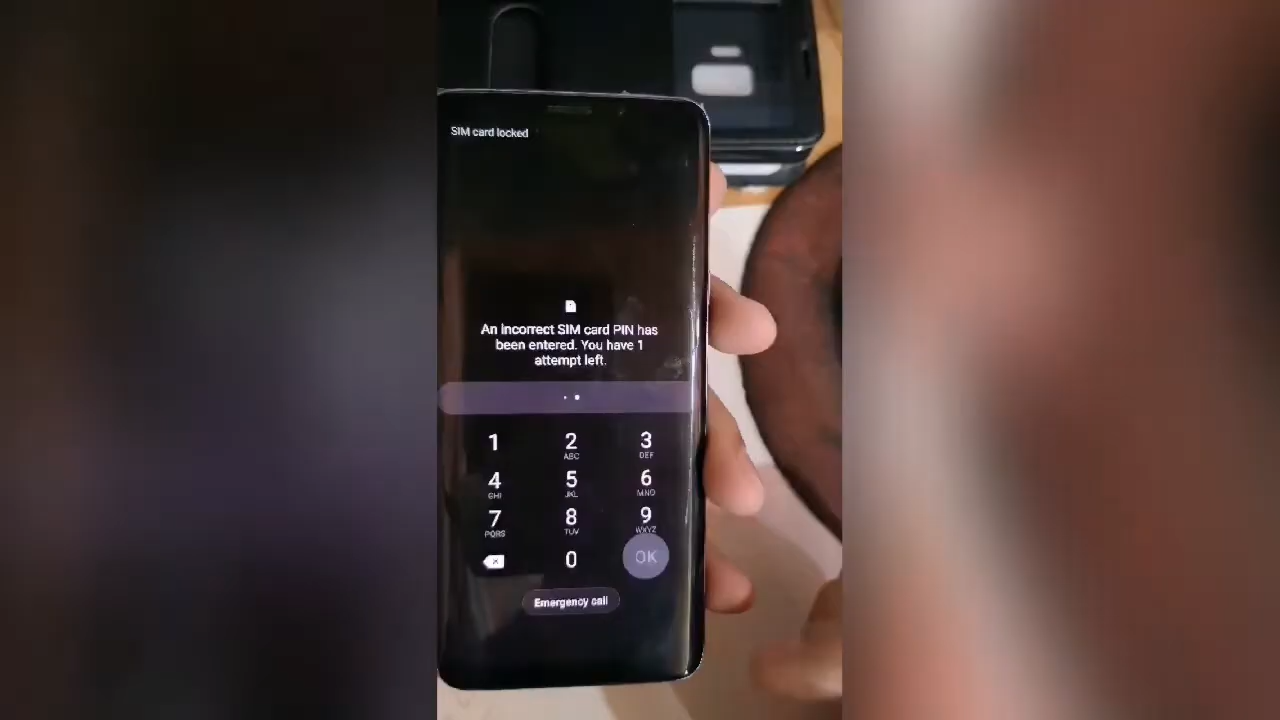 SIM card locked
An incorrect SIM card PIN has
been entered. You have 1
attempt left.
1 2 3
ABC DEF
4 5 6
GHI JKL MNO
7 8 9
PQRS TUV WXYZ
0 OK
Emergency call